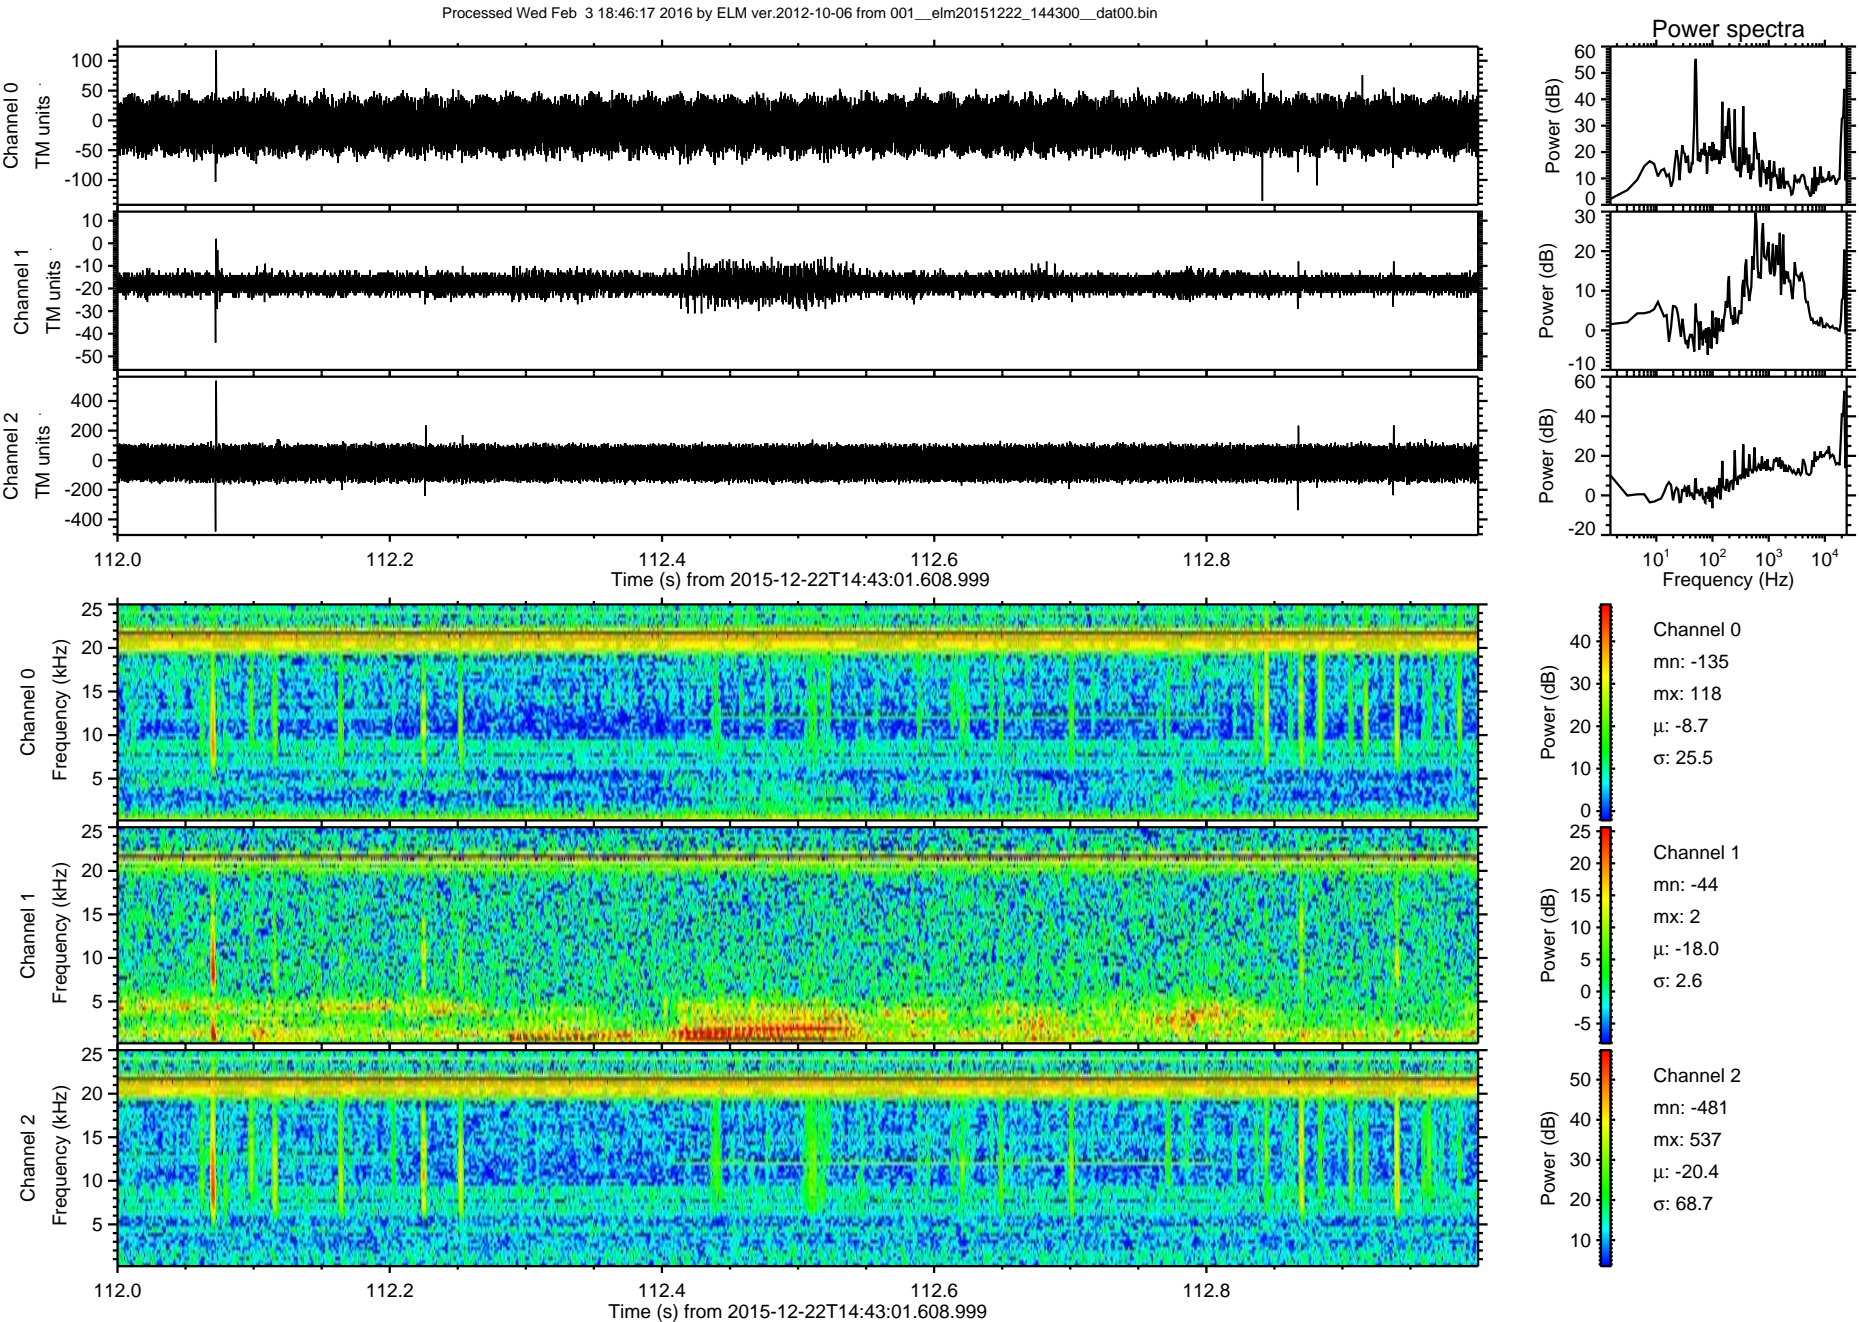 Processed Wed Feb  3 18:46:17 2016 by ELM ver.2012-10-06 from 001__elm20151222_144300__dat00.bin
Power spectra
Channel 0
TM units
100
50
0
-50
-100
Power (dB)
60
50
40
30
20
10
0
Channel 1
TM units
10
0
-10
-20
-30
-40
-50
Power (dB)
30
20
10
0
-10
Channel 2
TM units
400
200
0
-200
-400
Power (dB)
60
40
20
0
-20
112.0 112.2 112.4 112.6 112.8
Time (s) from 2015-12-22T14:43:01.608.999
10^1 10^2 10^3 10^4
Frequency (Hz)
Channel 0
Frequency (kHz)
25
20
15
10
5
Power (dB)
40
30
20
10
0
Channel 0
mn: -135
mx: 118
μ: -8.7
σ: 25.5
Channel 1
Frequency (kHz)
25
20
15
10
5
Power (dB)
25
20
15
10
5
0
-5
Channel 1
mn: -44
mx: 2
μ: -18.0
σ: 2.6
Channel 2
Frequency (kHz)
25
20
15
10
5
Power (dB)
50
40
30
20
10
Channel 2
mn: -481
mx: 537
μ: -20.4
σ: 68.7
112.0 112.2 112.4 112.6 112.8
Time (s) from 2015-12-22T14:43:01.608.999